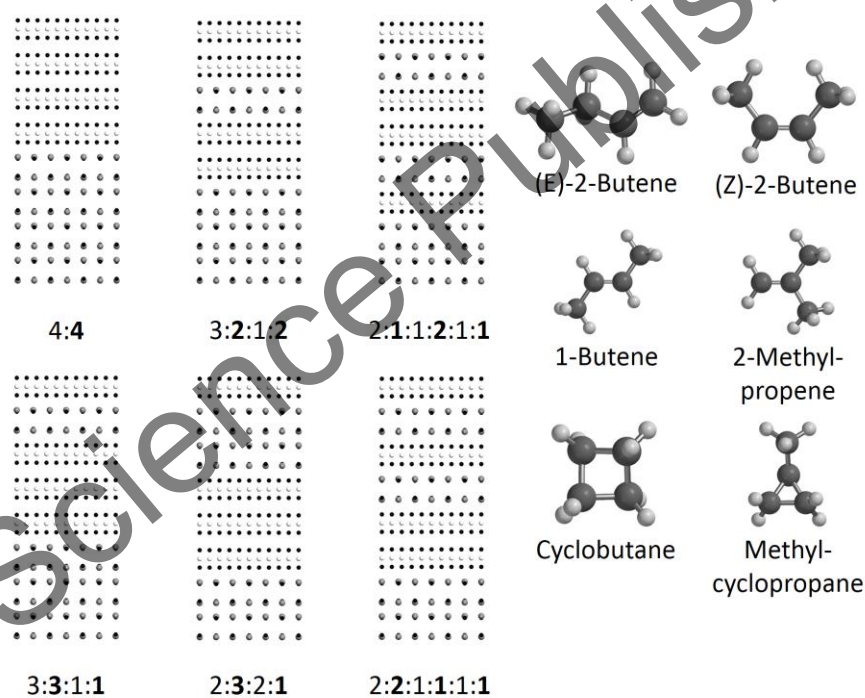 (E)-2-Butene
(Z)-2-Butene
4:4
3:2:1:2
2:1:1:2:1:1
1-Butene
2-Methyl-
propene
Cyclobutane
Methyl-
cyclopropane
3:3:1:1
2:3:2:1
2:2:1:1:1:1
Science Publis